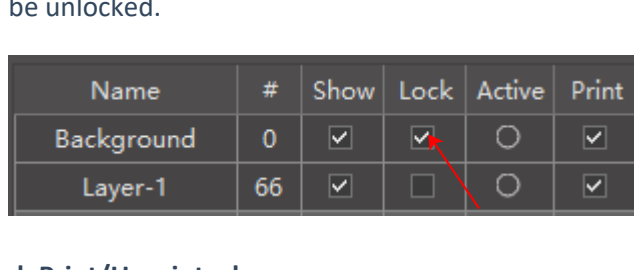 be unlocked.
Name # Show Lock Active Print
Background 0
Layer-1 66